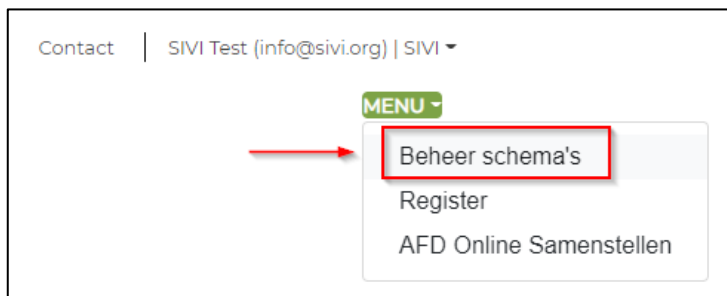 Contact | SIVI Test (info@sivi.org) | SIVI
MENU
Beheer schema's
Register
AFD Online Samenstellen